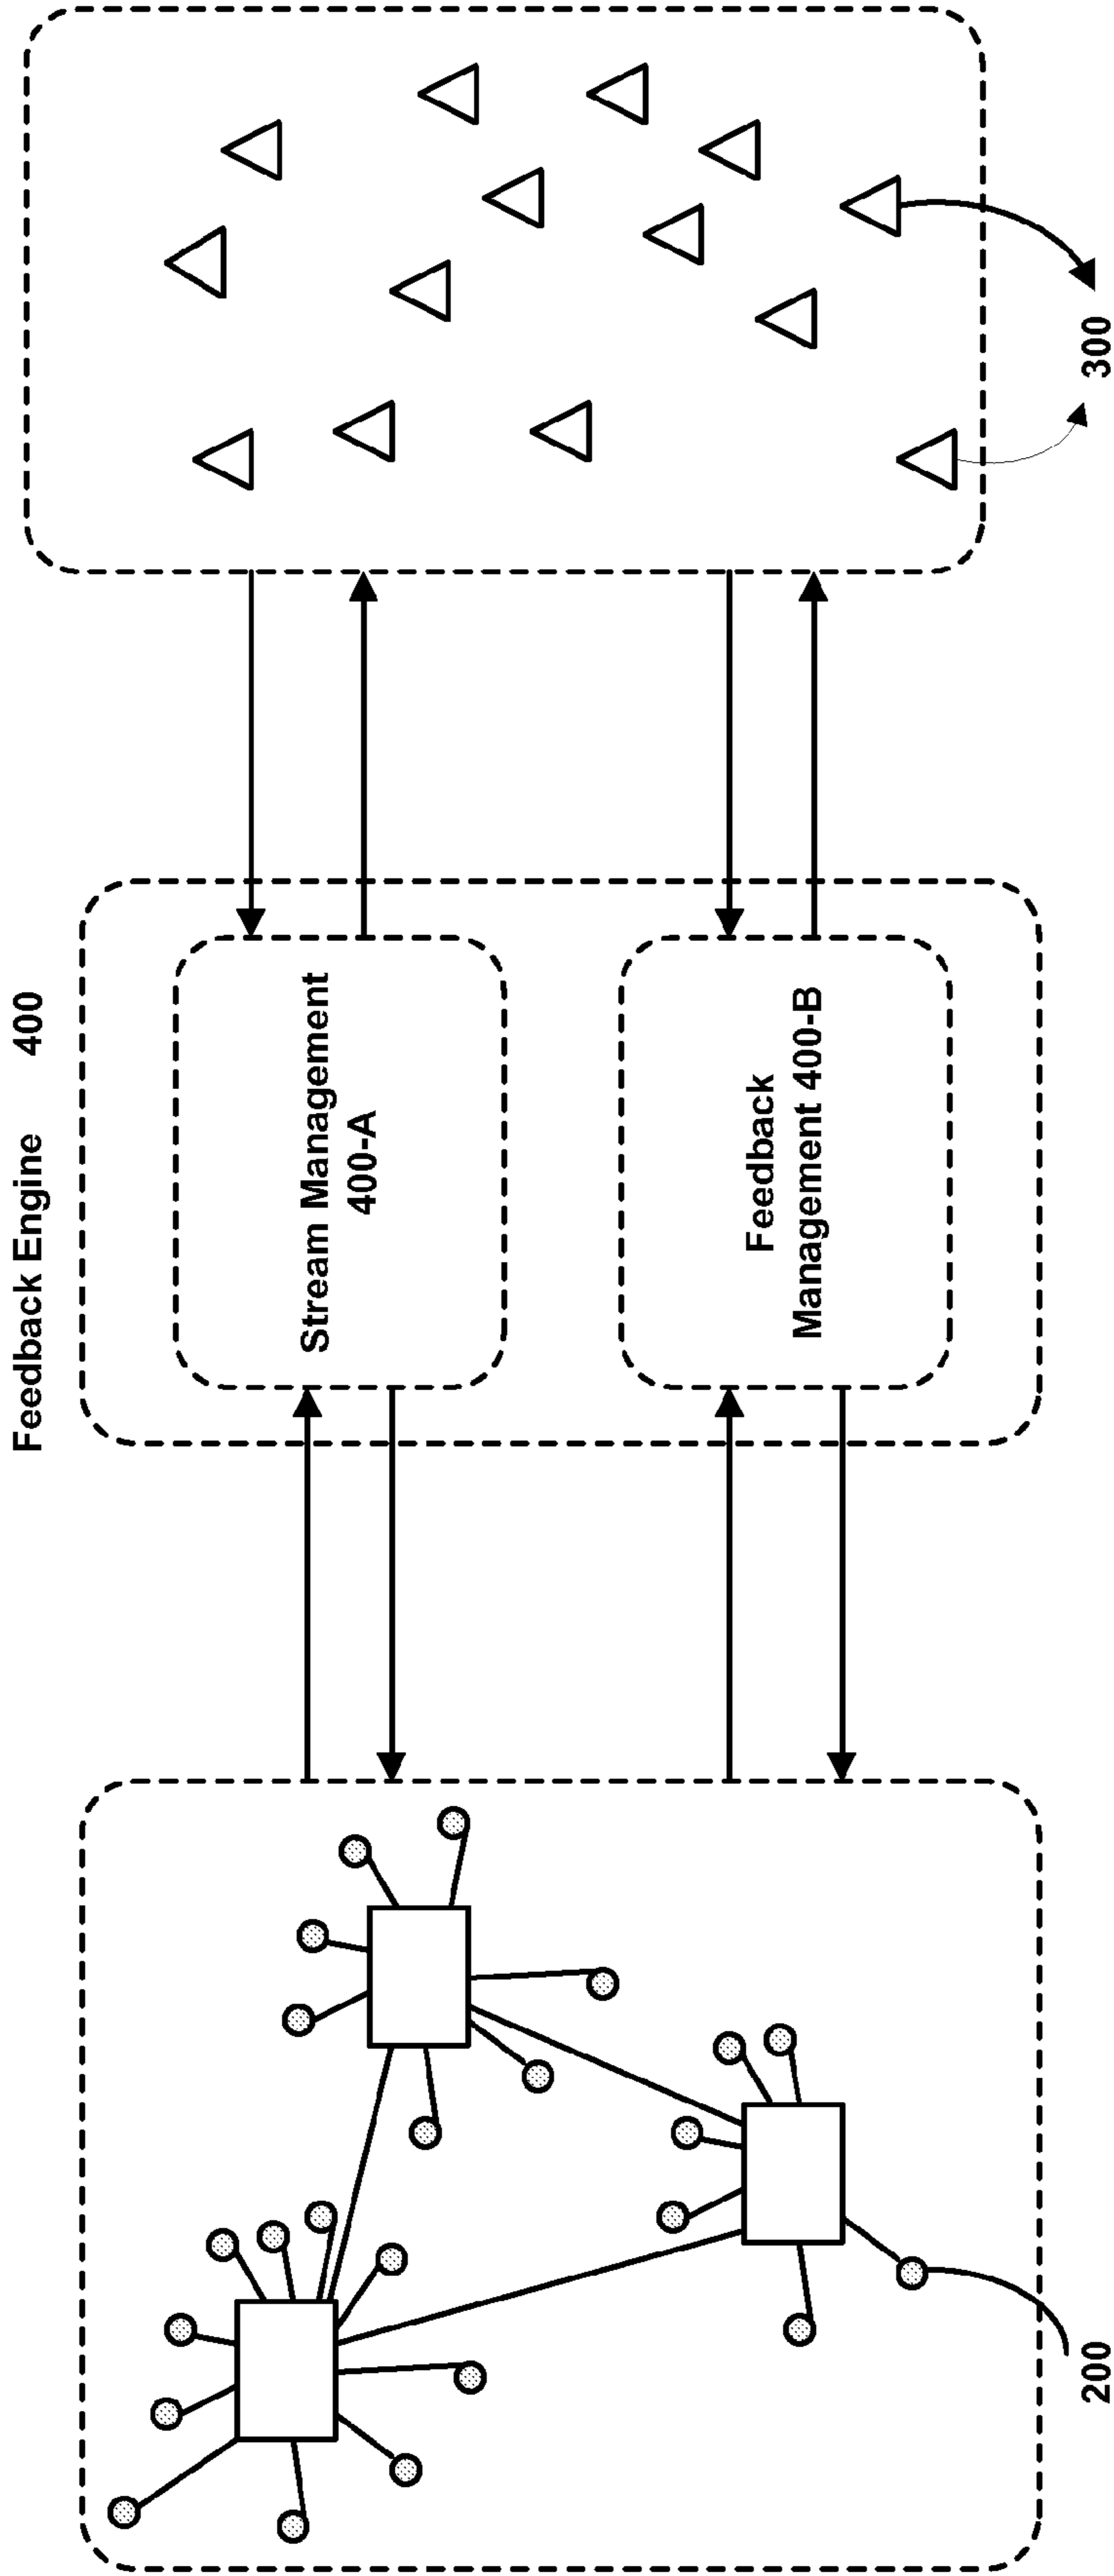 Feedback Engine 400
Stream Management
400-A
Feedback
Management 400-B
200
300